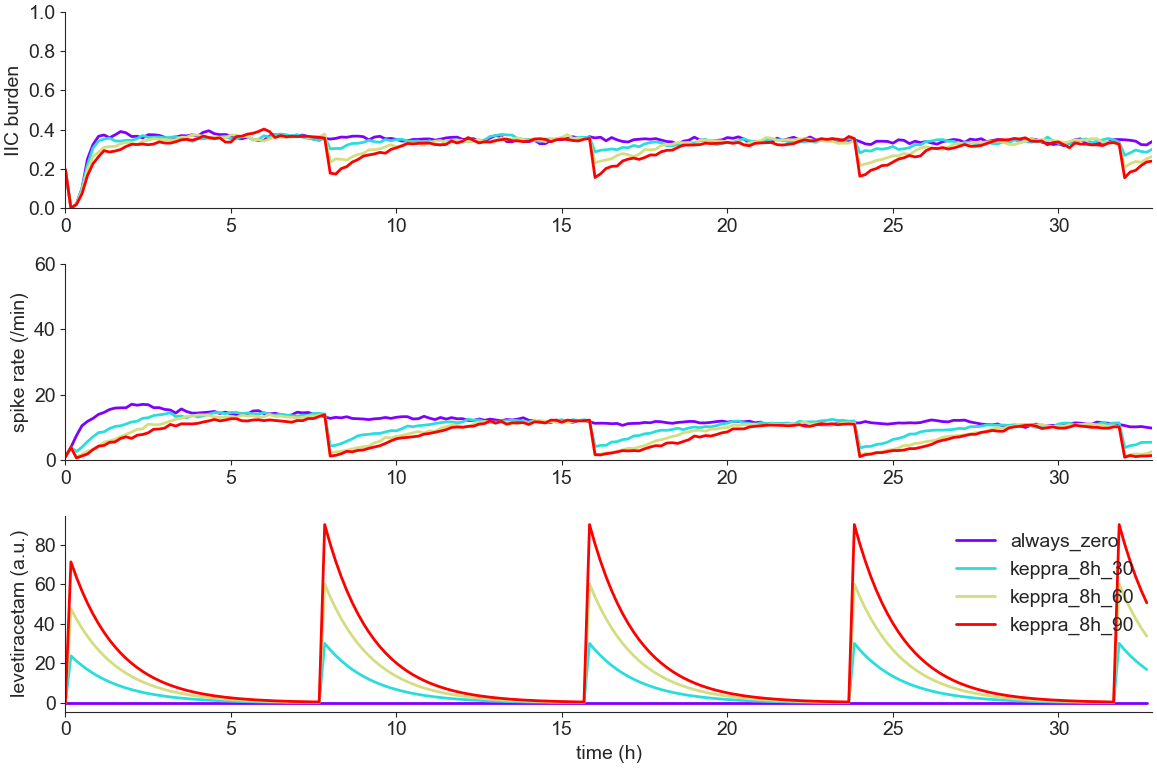 1.0
0.8
0.6
0.4
0.2
0.0
IIC burden
0 5 10 15 20 25 30
60
40
20
0
spike rate (/min)
0 5 10 15 20 25 30
80
60
40
20
0
levetiracetam (a.u.)
always_zero
keppra_8h_30
keppra_8h_60
keppra_8h_90
0 5 10 15 20 25 30
time (h)